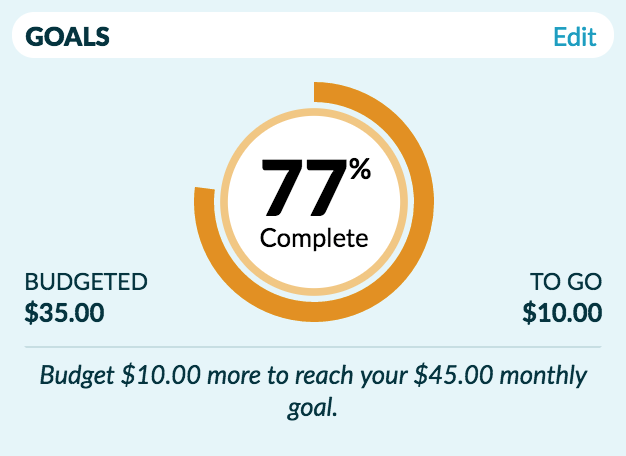 GOALS
Edit
77%
Complete
BUDGETED
$35.00
TO GO
$10.00
Budget $10.00 more to reach your $45.00 monthly
goal.